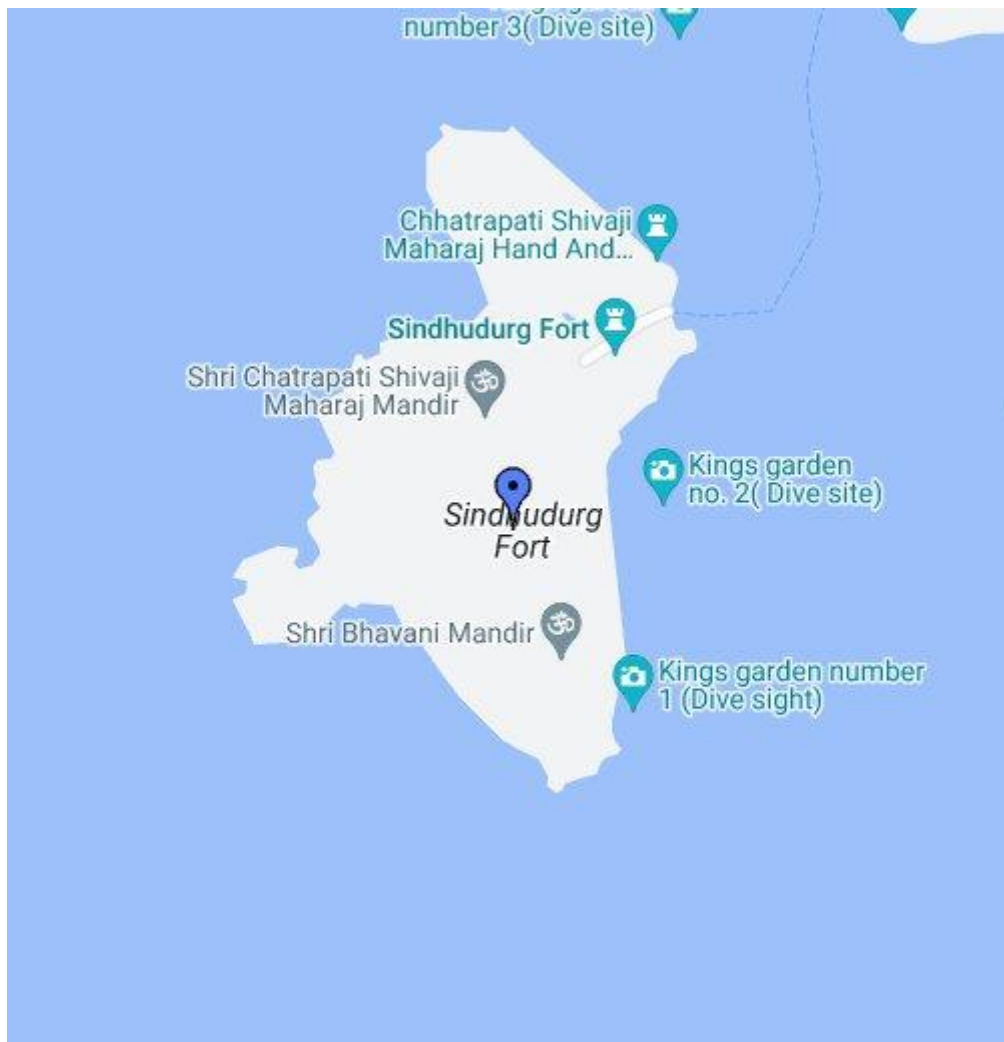 number 3( Dive site)
Chhatrapati Shivaji
Maharaj Hand And...
Sindhudurg Fort
Shri Chatrapati Shivaji
Maharaj Mandir
Kings garden
no. 2( Dive site)
Sindhudurg
Fort
Shri Bhavani Mandir
Kings garden number
1 (Dive sight)